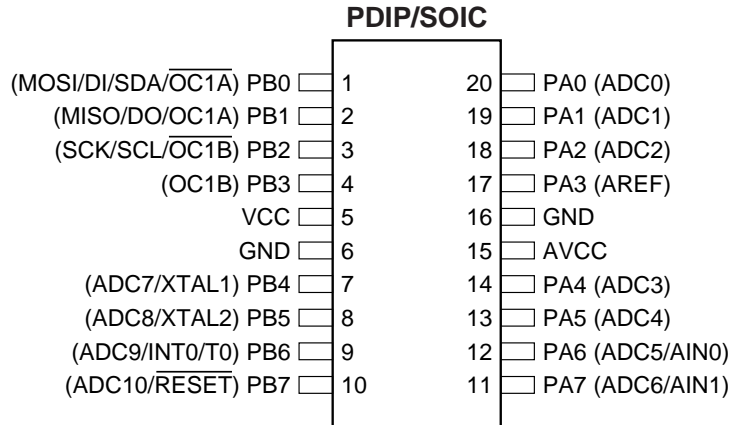 PDIP/SOIC
(MOSI/DI/SDA/O̅C̅1̅A̅) PB0 1 20 PA0 (ADC0)
(MISO/DO/OC1A) PB1 2 19 PA1 (ADC1)
(SCK/SCL/O̅C̅1̅B̅) PB2 3 18 PA2 (ADC2)
(OC1B) PB3 4 17 PA3 (AREF)
VCC 5 16 GND
GND 6 15 AVCC
(ADC7/XTAL1) PB4 7 14 PA4 (ADC3)
(ADC8/XTAL2) PB5 8 13 PA5 (ADC4)
(ADC9/INT0/T0) PB6 9 12 PA6 (ADC5/AIN0)
(ADC10/R̅E̅S̅E̅T̅) PB7 10 11 PA7 (ADC6/AIN1)